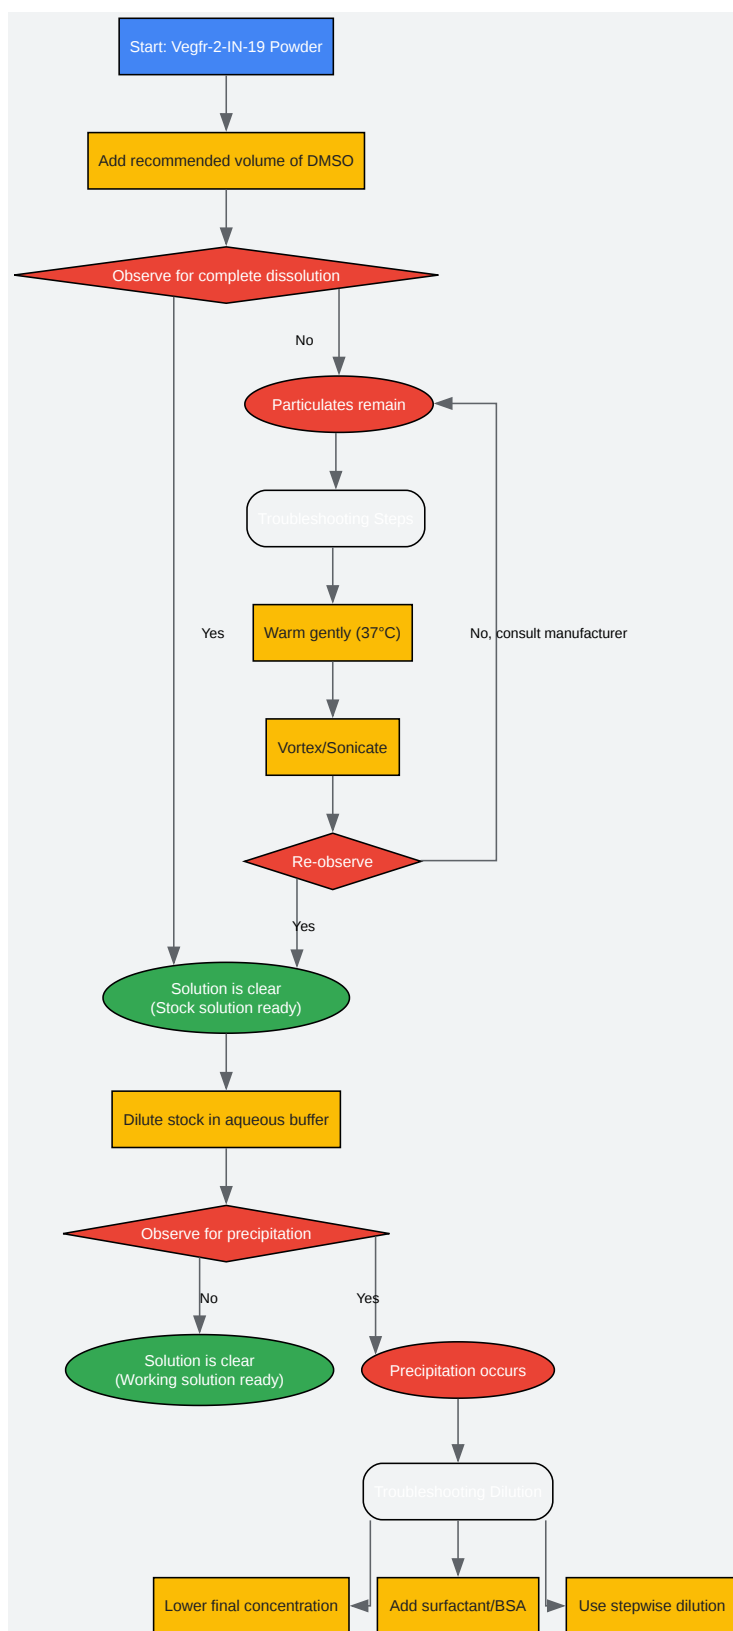 Start: Vegfr-2-IN-19 Powder
Add recommended volume of DMSO
Observe for complete dissolution
No
Particulates remain
Troubleshooting Steps
Yes
Warm gently (37°C)
No, consult manufacturer
Vortex/Sonicate
Re-observe
Yes
Solution is clear
(Stock solution ready)
Dilute stock in aqueous buffer
Observe for precipitation
No
Yes
Solution is clear
(Working solution ready)
Precipitation occurs
Troubleshooting Dilution
Lower final concentration
Add surfactant/BSA
Use stepwise dilution